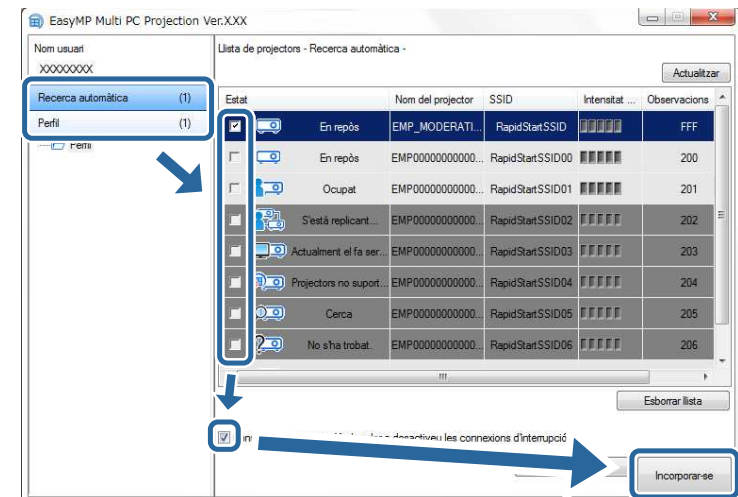 EasyMP Multi PC Projection Ver.X.XX
Nom usuari
XXXXXXXX
Llista de projectors - Recerca automàtica -
Actualitzar
Recerca automàtica (1)
Perfil (1)
Perfil
Estat Nom del projector SSID Intensitat ... Observacions
En repòs EMP_MODERATI... RapidStartSSID FFF
En repòs EMP00000000000... RapidStartSSID00 200
Ocupat EMP00000000000... RapidStartSSID01 201
S'està replicant... EMP00000000000... RapidStartSSID02 202
Actualment el fa ser... EMP00000000000... RapidStartSSID03 203
Projectors no suport... EMP00000000000... RapidStartSSID04 204
Cerca EMP00000000000... RapidStartSSID05 205
No s'ha trobat. EMP00000000000... RapidStartSSID06 206
Esborrar llista
desactiveu les connexions d'interrupció
Incorporar-se